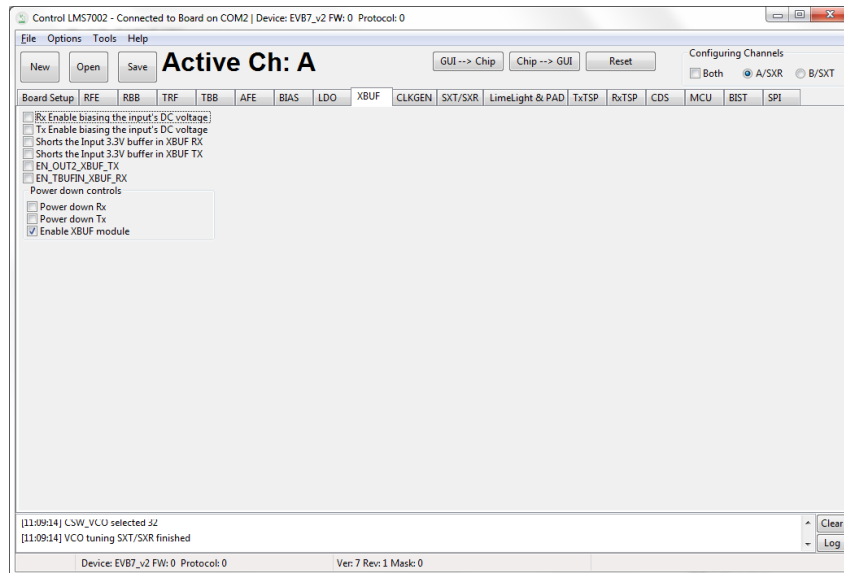 Control LMS7002 - Connected to Board on COM2 | Device: EVB7_v2 FW: 0 Protocol: 0
File Options Tools Help
New Open Save Active Ch: A GUI --> Chip Chip --> GUI Reset Configuring Channels
Both A/SXR B/SXT
Board Setup RFE RBB TRF TBB AFE BIAS LDO XBUF CLKGEN SXT/SXR LimeLight & PAD TxTSP RxTSP CDS MCU BIST SPI
Rx Enable biasing the input's DC voltage
Tx Enable biasing the input's DC voltage
Shorts the Input 3.3V buffer in XBUF RX
Shorts the Input 3.3V buffer in XBUF TX
EN_OUT2_XBUF_TX
EN_TBUFIN_XBUF_RX
Power down controls
Power down Rx
Power down Tx
Enable XBUF module
[11:09:14] CSW_VCO selected 32
[11:09:14] VCO tuning SXT/SXR finished
Clear
Log
Device: EVB7_v2 FW: 0 Protocol: 0 Ver: 7 Rev: 1 Mask: 0